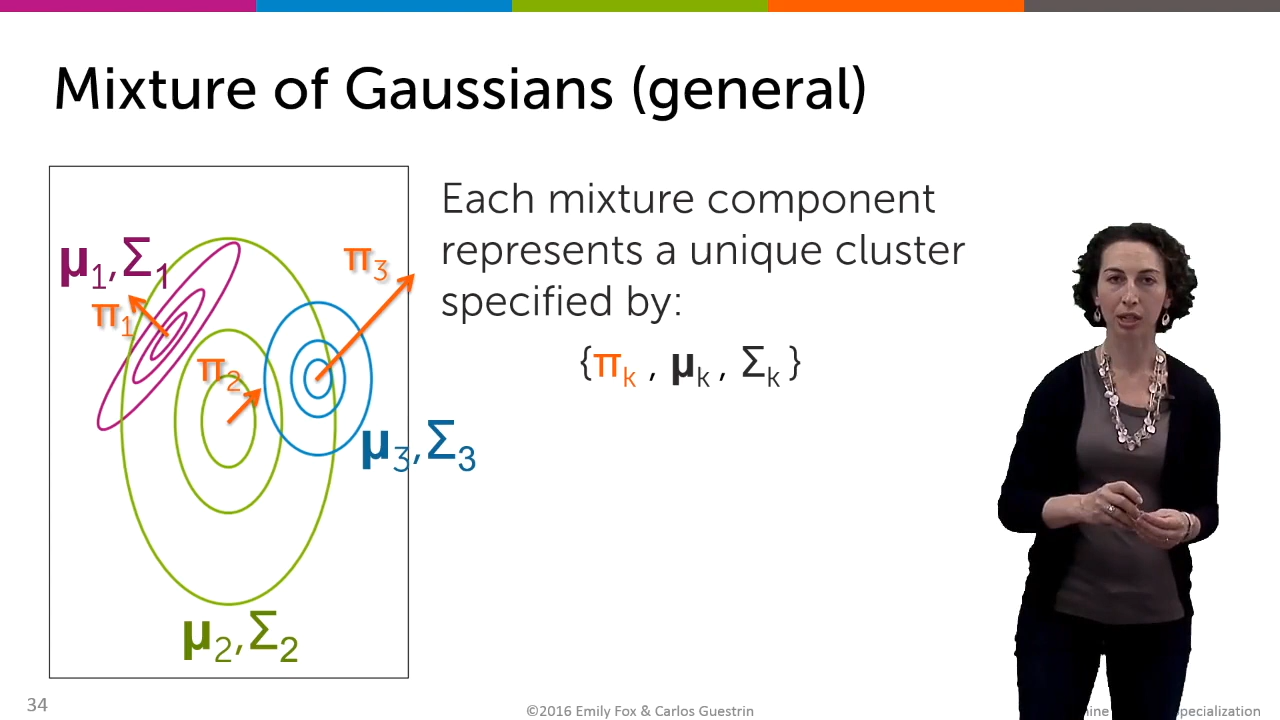 Mixture of Gaussians (general)
Each mixture component
represents a unique cluster
specified by:
{πk , μk , Σk }
μ1,Σ1
π1
π2
π3
μ3,Σ3
μ2,Σ2
34
©2016 Emily Fox & Carlos Guestrin